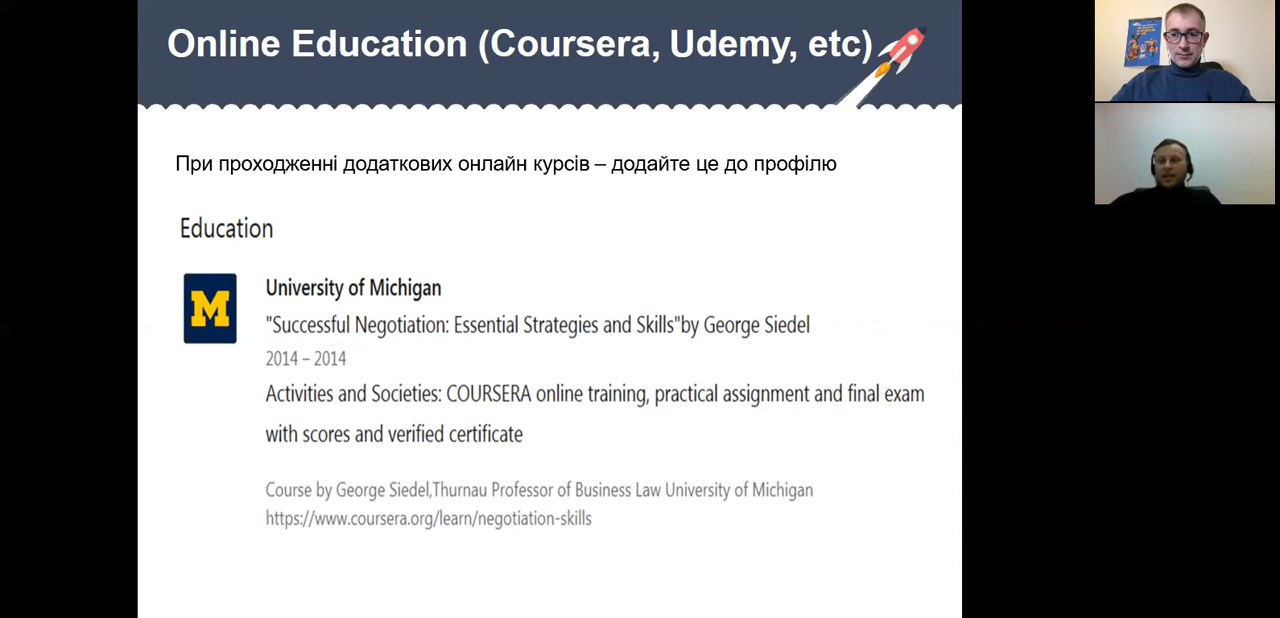 Online Education (Coursera, Udemy, etc)
При проходженні додаткових онлайн курсів – додайте це до профілю
Education
M
University of Michigan
"Successful Negotiation: Essential Strategies and Skills"by George Siedel
2014 – 2014
Activities and Societies: COURSERA online training, practical assignment and final exam
with scores and verified certificate
Course by George Siedel,Thurnau Professor of Business Law University of Michigan
https://www.coursera.org/learn/negotiation-skills